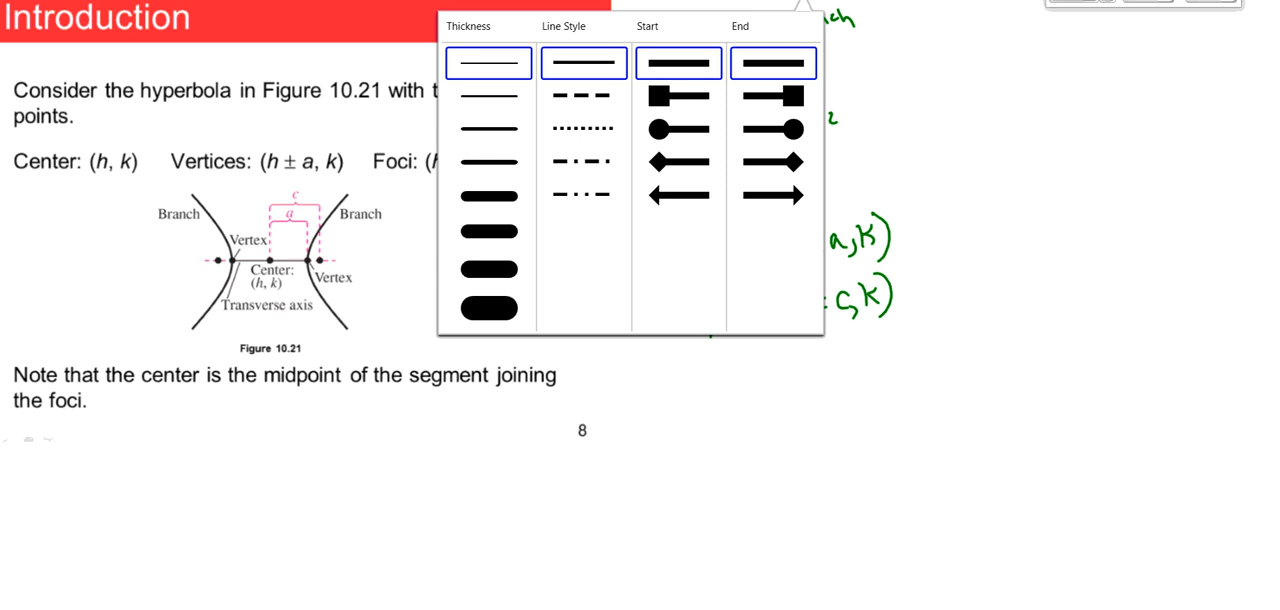 Introduction
Thickness Line Style Start End
Consider the hyperbola in Figure 10.21 with
points.
Center: (h, k) Vertices: (h ± a, k) Foci: (
c
a
Branch Branch
Vertex
Center:
(h, k)
Vertex
Transverse axis
Figure 10.21
Note that the center is the midpoint of the segment joining
the foci.
8
ch
2
a, k)
c, k)